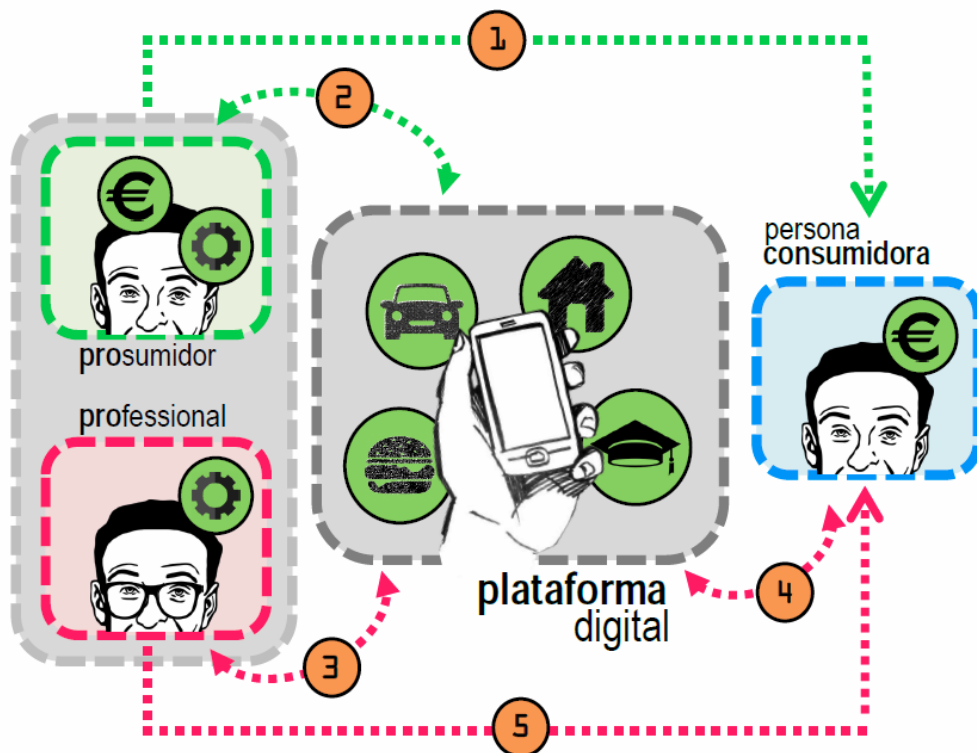 1
2
€
prosumidor
professional
persona
consumidora
€
plataforma
digital
3
4
5